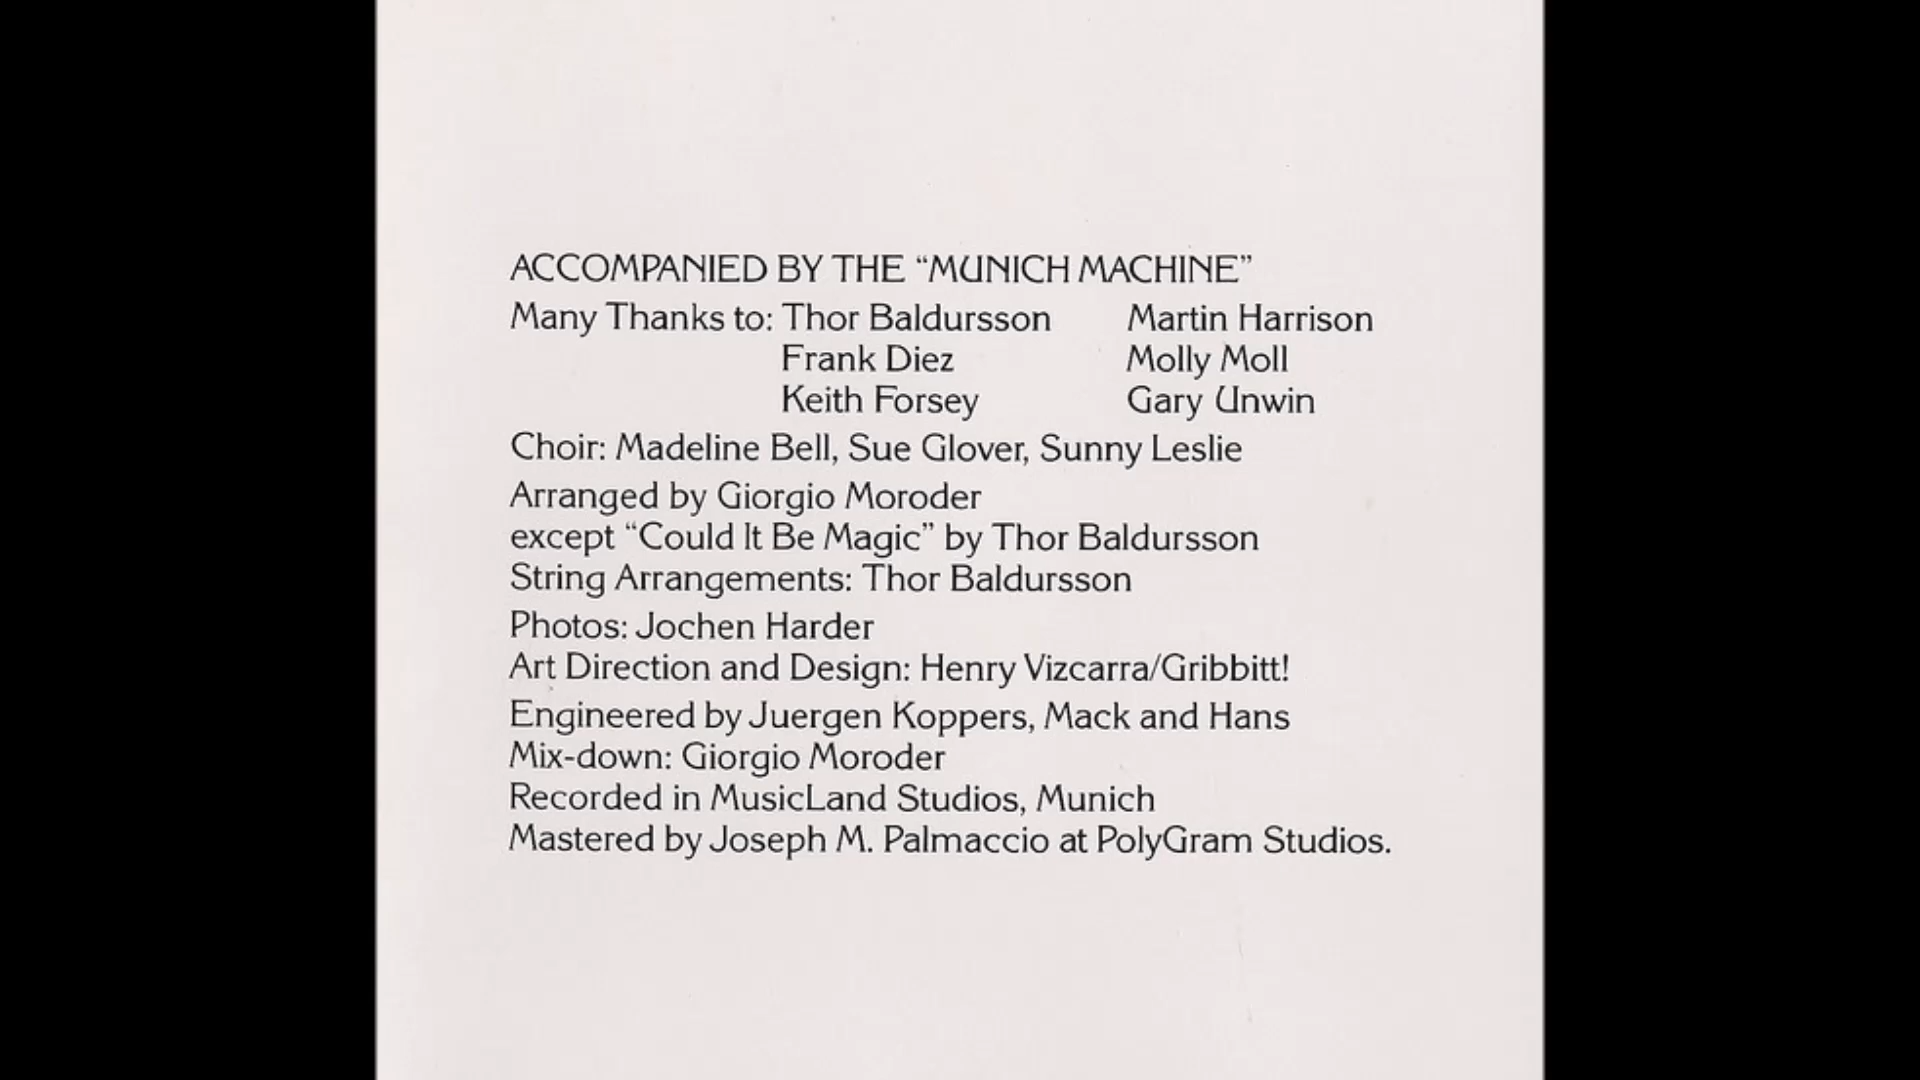 ACCOMPANIED BY THE “MUNICH MACHINE”
Many Thanks to: Thor Baldursson Martin Harrison
Frank Diez Molly Moll
Keith Forsey Gary Unwin
Choir: Madeline Bell, Sue Glover, Sunny Leslie
Arranged by Giorgio Moroder
except “Could It Be Magic” by Thor Baldursson
String Arrangements: Thor Baldursson
Photos: Jochen Harder
Art Direction and Design: Henry Vizcarra/Gribbitt!
Engineered by Juergen Koppers, Mack and Hans
Mix-down: Giorgio Moroder
Recorded in MusicLand Studios, Munich
Mastered by Joseph M. Palmaccio at PolyGram Studios.